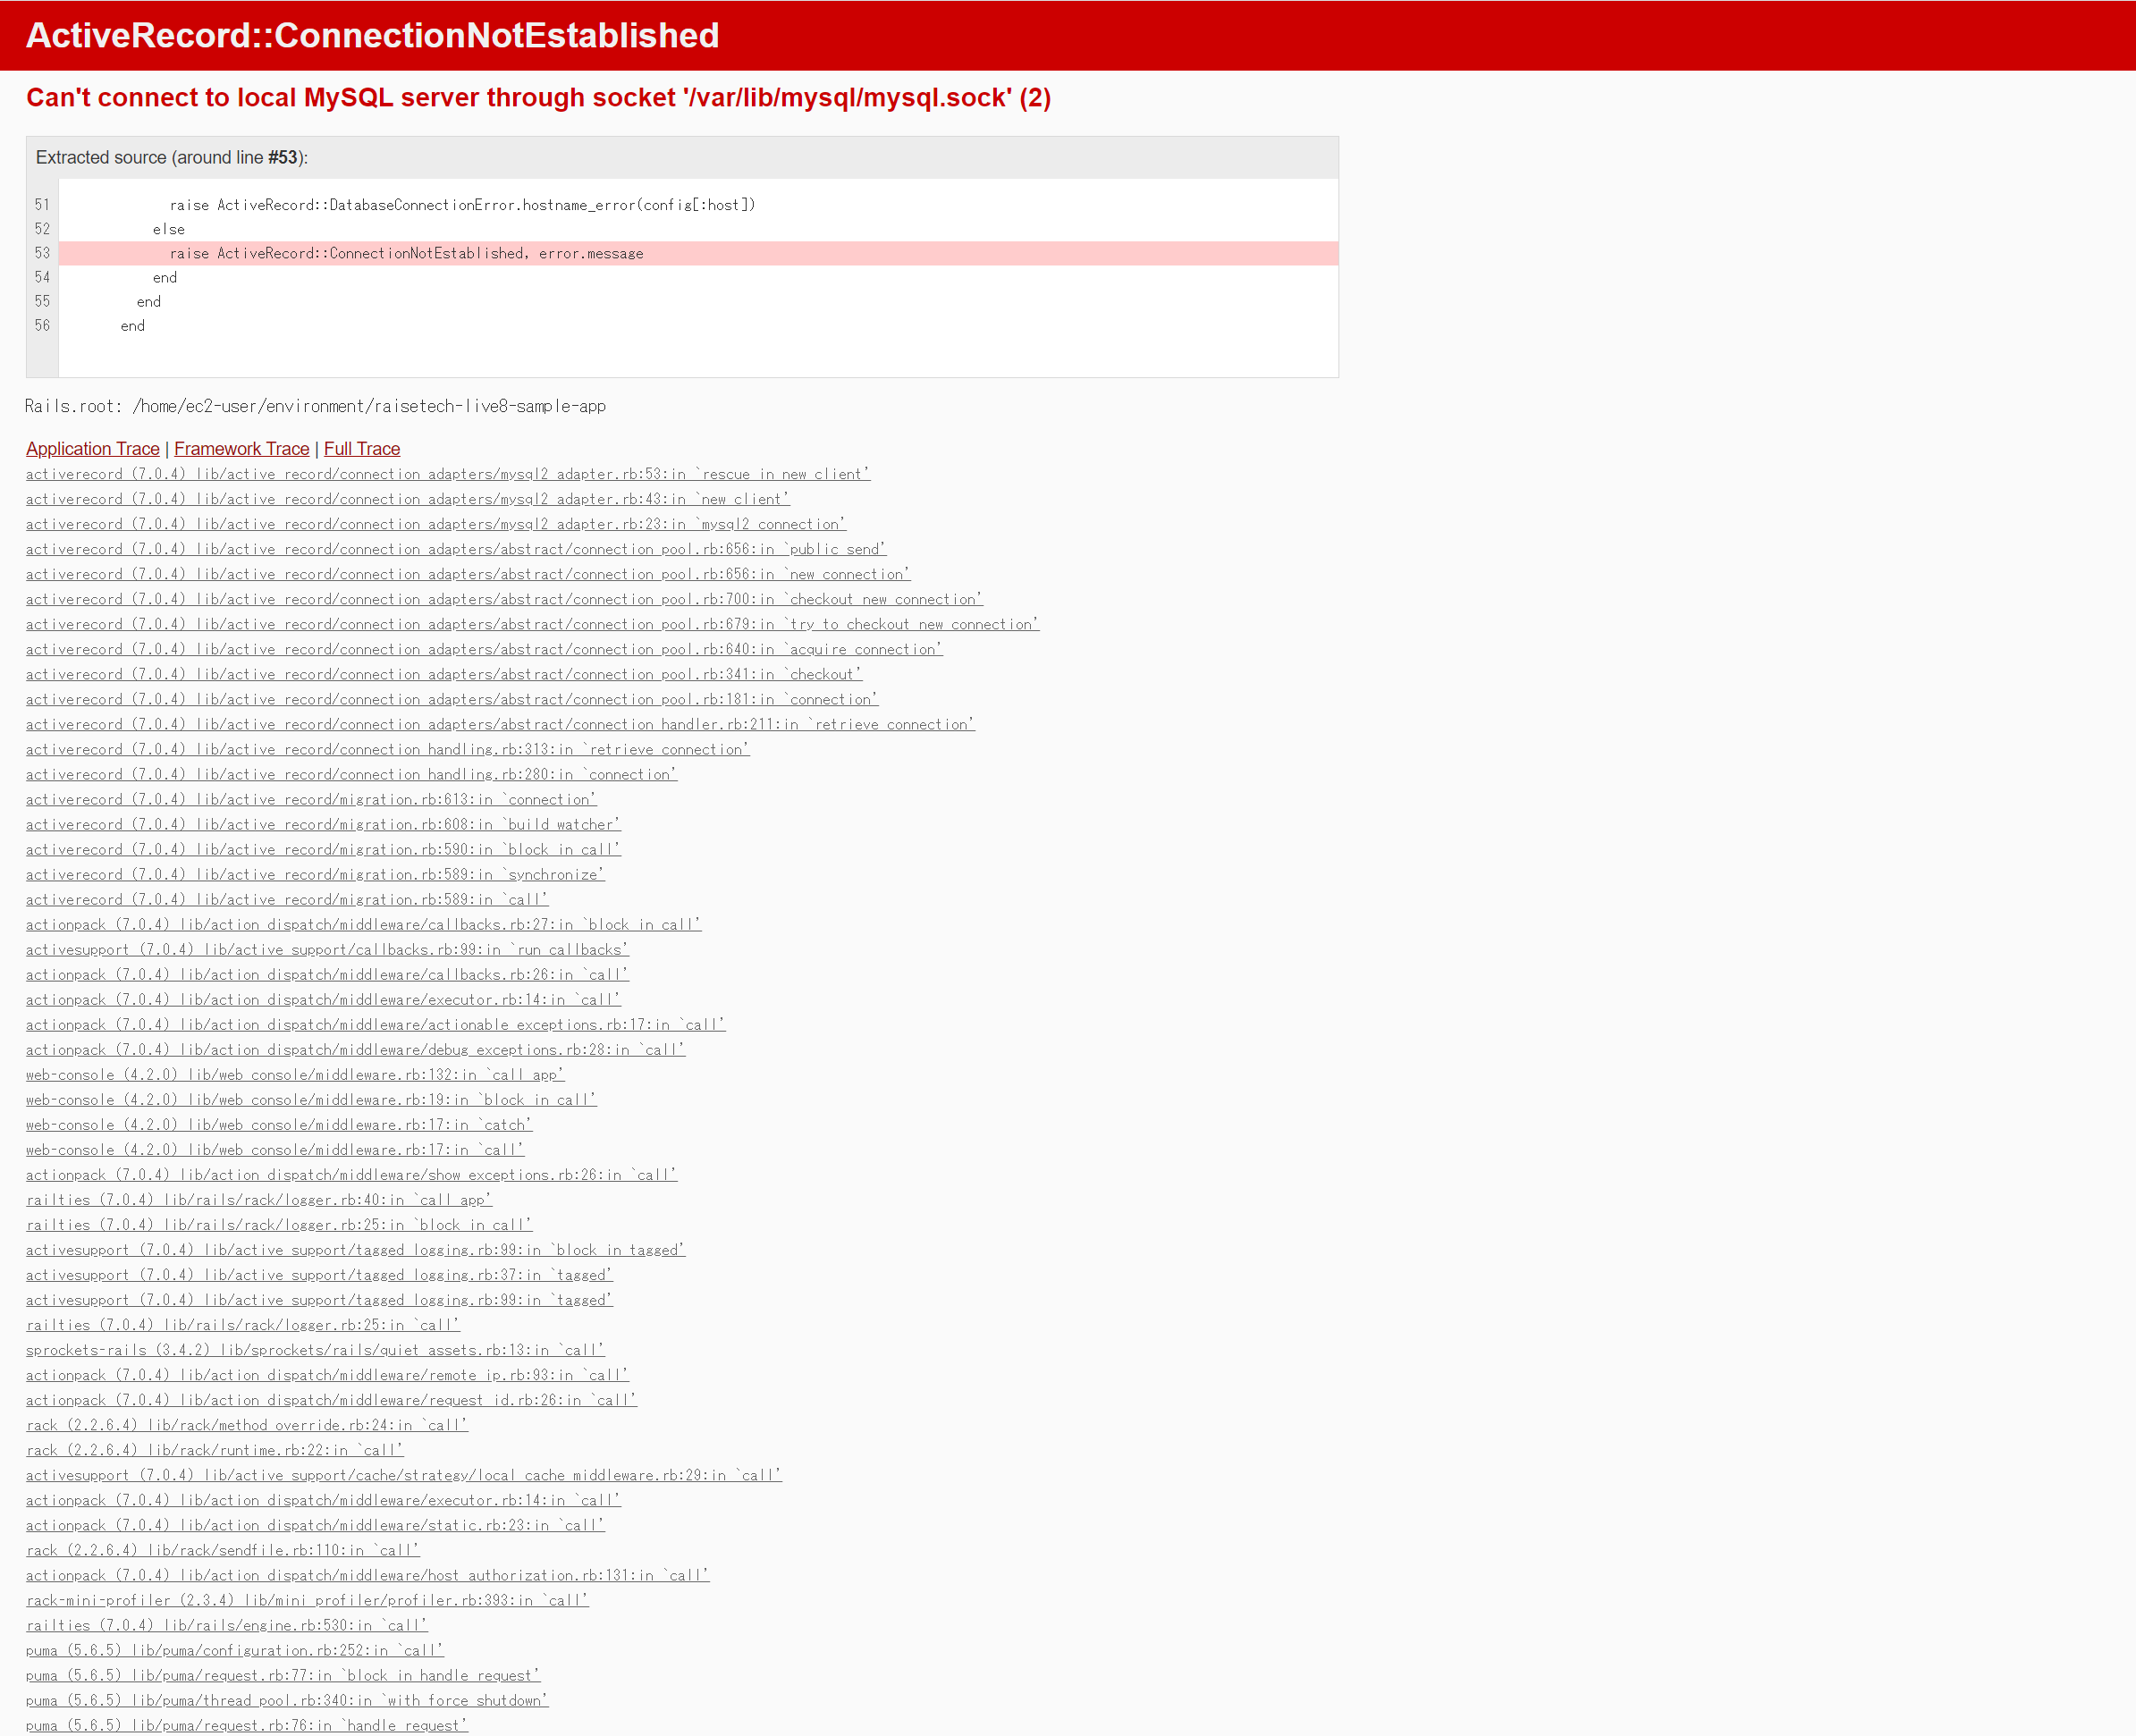 ActiveRecord::ConnectionNotEstablished
Can't connect to local MySQL server through socket '/var/lib/mysql/mysql.sock' (2)
Extracted source (around line #53):
51 raise ActiveRecord::DatabaseConnectionError.hostname_error(config[:host])
52 else
53 raise ActiveRecord::ConnectionNotEstablished, error.message
54 end
55 end
56 end
Rails.root: /home/ec2-user/environment/raisetech-live8-sample-app
Application Trace | Framework Trace | Full Trace
activerecord (7.0.4) lib/active_record/connection_adapters/mysql2_adapter.rb:53:in `rescue in new_client'
activerecord (7.0.4) lib/active_record/connection_adapters/mysql2_adapter.rb:43:in `new_client'
activerecord (7.0.4) lib/active_record/connection_adapters/mysql2_adapter.rb:23:in `mysql2_connection'
activerecord (7.0.4) lib/active_record/connection_adapters/abstract/connection_pool.rb:656:in `public_send'
activerecord (7.0.4) lib/active_record/connection_adapters/abstract/connection_pool.rb:656:in `new_connection'
activerecord (7.0.4) lib/active_record/connection_adapters/abstract/connection_pool.rb:700:in `checkout_new_connection'
activerecord (7.0.4) lib/active_record/connection_adapters/abstract/connection_pool.rb:679:in `try_to_checkout_new_connection'
activerecord (7.0.4) lib/active_record/connection_adapters/abstract/connection_pool.rb:640:in `acquire_connection'
activerecord (7.0.4) lib/active_record/connection_adapters/abstract/connection_pool.rb:341:in `checkout'
activerecord (7.0.4) lib/active_record/connection_adapters/abstract/connection_pool.rb:181:in `connection'
activerecord (7.0.4) lib/active_record/connection_adapters/abstract/connection_handler.rb:211:in `retrieve_connection'
activerecord (7.0.4) lib/active_record/connection_handling.rb:313:in `retrieve_connection'
activerecord (7.0.4) lib/active_record/connection_handling.rb:280:in `connection'
activerecord (7.0.4) lib/active_record/migration.rb:613:in `connection'
activerecord (7.0.4) lib/active_record/migration.rb:608:in `build_watcher'
activerecord (7.0.4) lib/active_record/migration.rb:590:in `block in call'
activerecord (7.0.4) lib/active_record/migration.rb:589:in `synchronize'
activerecord (7.0.4) lib/active_record/migration.rb:589:in `call'
actionpack (7.0.4) lib/action_dispatch/middleware/callbacks.rb:27:in `block in call'
activesupport (7.0.4) lib/active_support/callbacks.rb:99:in `run_callbacks'
actionpack (7.0.4) lib/action_dispatch/middleware/callbacks.rb:26:in `call'
actionpack (7.0.4) lib/action_dispatch/middleware/executor.rb:14:in `call'
actionpack (7.0.4) lib/action_dispatch/middleware/actionable_exceptions.rb:17:in `call'
actionpack (7.0.4) lib/action_dispatch/middleware/debug_exceptions.rb:28:in `call'
web-console (4.2.0) lib/web_console/middleware.rb:132:in `call_app'
web-console (4.2.0) lib/web_console/middleware.rb:19:in `block in call'
web-console (4.2.0) lib/web_console/middleware.rb:17:in `catch'
web-console (4.2.0) lib/web_console/middleware.rb:17:in `call'
actionpack (7.0.4) lib/action_dispatch/middleware/show_exceptions.rb:26:in `call'
railties (7.0.4) lib/rails/rack/logger.rb:40:in `call_app'
railties (7.0.4) lib/rails/rack/logger.rb:25:in `block in call'
activesupport (7.0.4) lib/active_support/tagged_logging.rb:99:in `block in tagged'
activesupport (7.0.4) lib/active_support/tagged_logging.rb:37:in `tagged'
activesupport (7.0.4) lib/active_support/tagged_logging.rb:99:in `tagged'
railties (7.0.4) lib/rails/rack/logger.rb:25:in `call'
sprockets-rails (3.4.2) lib/sprockets/rails/quiet_assets.rb:13:in `call'
actionpack (7.0.4) lib/action_dispatch/middleware/remote_ip.rb:93:in `call'
actionpack (7.0.4) lib/action_dispatch/middleware/request_id.rb:26:in `call'
rack (2.2.6.4) lib/rack/method_override.rb:24:in `call'
rack (2.2.6.4) lib/rack/runtime.rb:22:in `call'
activesupport (7.0.4) lib/active_support/cache/strategy/local_cache_middleware.rb:29:in `call'
actionpack (7.0.4) lib/action_dispatch/middleware/executor.rb:14:in `call'
actionpack (7.0.4) lib/action_dispatch/middleware/static.rb:23:in `call'
rack (2.2.6.4) lib/rack/sendfile.rb:110:in `call'
actionpack (7.0.4) lib/action_dispatch/middleware/host_authorization.rb:131:in `call'
rack-mini-profiler (2.3.4) lib/mini_profiler/profiler.rb:393:in `call'
railties (7.0.4) lib/rails/engine.rb:530:in `call'
puma (5.6.5) lib/puma/configuration.rb:252:in `call'
puma (5.6.5) lib/puma/request.rb:77:in `block in handle_request'
puma (5.6.5) lib/puma/thread_pool.rb:340:in `with_force_shutdown'
puma (5.6.5) lib/puma/request.rb:76:in `handle_request'